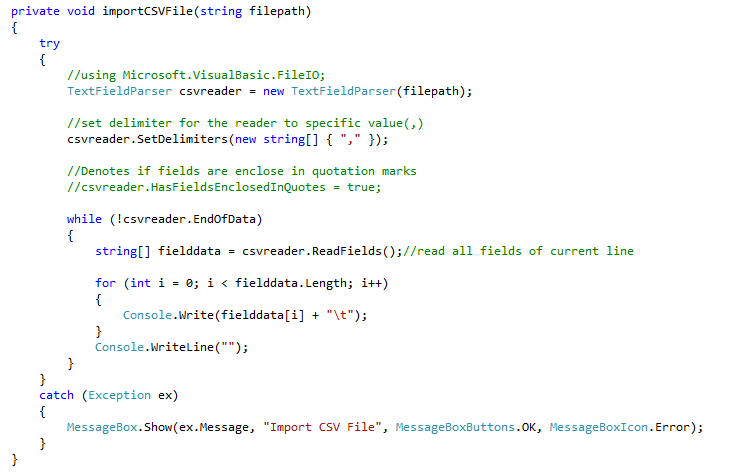 private void importCSVFile(string filepath)
{
    try
    {
        //using Microsoft.VisualBasic.FileIO;
        TextFieldParser csvreader = new TextFieldParser(filepath);

        //set delimiter for the reader to specific value(,)
        csvreader.SetDelimiters(new string[] { "," });

        //Denotes if fields are enclose in quotation marks
        //csvreader.HasFieldsEnclosedInQuotes = true;

        while (!csvreader.EndOfData)
        {
            string[] fielddata = csvreader.ReadFields();//read all fields of current line

            for (int i = 0; i < fielddata.Length; i++)
            {
                Console.Write(fielddata[i] + "\t");
            }
            Console.WriteLine("");
        }
    }
    catch (Exception ex)
    {
        MessageBox.Show(ex.Message, "Import CSV File", MessageBoxButtons.OK, MessageBoxIcon.Error);
    }
}